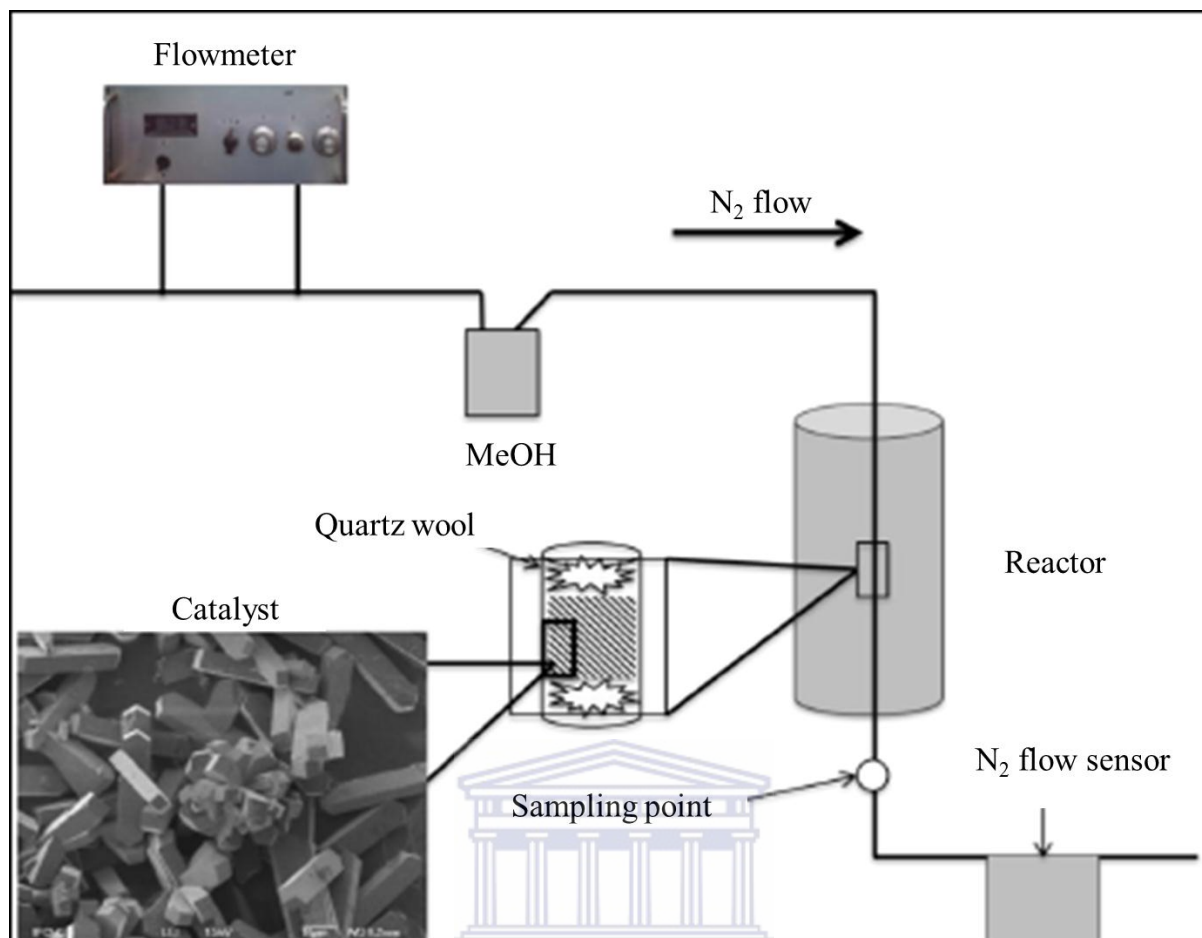 Flowmeter
N₂ flow
MeOH
Quartz wool
Reactor
Catalyst
N₂ flow sensor
Sampling point